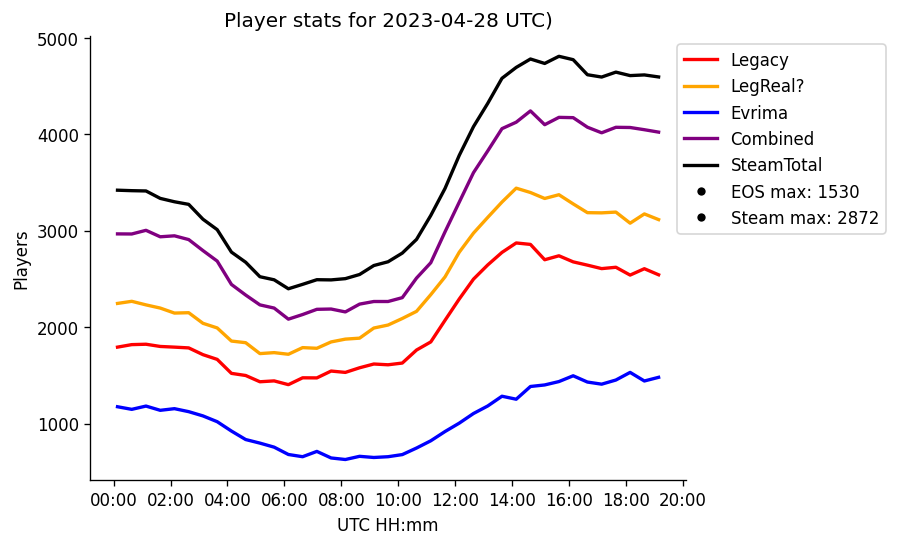 Player stats for 2023-04-28 UTC)
5000
4000
3000
2000
1000
Players
00:00 02:00 04:00 06:00 08:00 10:00 12:00 14:00 16:00 18:00 20:00
UTC HH:mm
Legacy
LegReal?
Evrima
Combined
SteamTotal
EOS max: 1530
Steam max: 2872